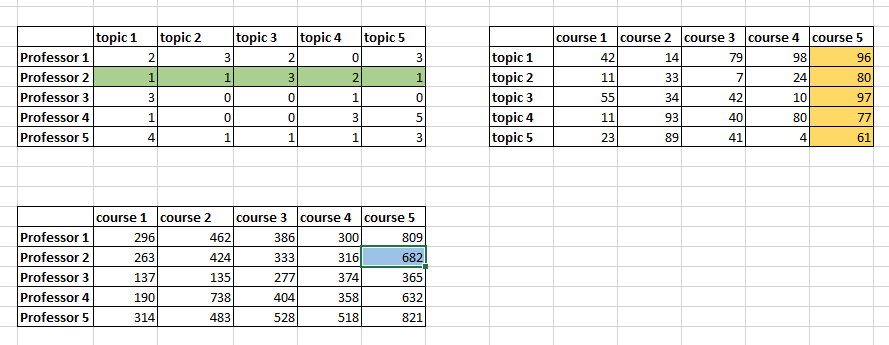 topic 1 topic 2 topic 3 topic 4 topic 5
Professor 1 2 3 2 0 3
Professor 2 1 1 3 2 1
Professor 3 3 0 0 1 0
Professor 4 1 0 0 3 5
Professor 5 4 1 1 1 3
course 1 course 2 course 3 course 4 course 5
topic 1 42 14 79 98 96
topic 2 11 33 7 24 80
topic 3 55 34 42 10 97
topic 4 11 93 40 80 77
topic 5 23 89 41 4 61
course 1 course 2 course 3 course 4 course 5
Professor 1 296 462 386 300 809
Professor 2 263 424 333 316 682
Professor 3 137 135 277 374 365
Professor 4 190 738 404 358 632
Professor 5 314 483 528 518 821